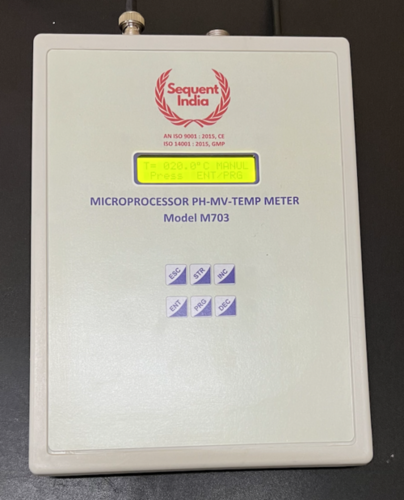 Sequent
India
AN ISO 9001 : 2015, CE
ISO 14001 : 2015, GMP
T= 020.0°C MANUL
Press ENT/PRG
MICROPROCESSOR PH-MV-TEMP METER
Model M703
ESC STR INC
ENT PRG DEC